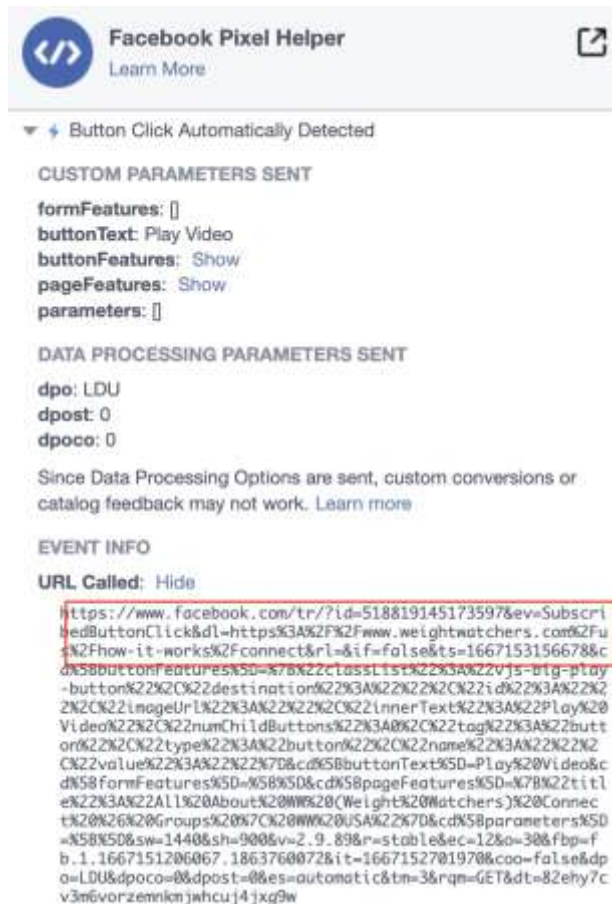 Facebook Pixel Helper
Learn More
Button Click Automatically Detected
CUSTOM PARAMETERS SENT
formFeatures: []
buttonText: Play Video
buttonFeatures: Show
pageFeatures: Show
parameters: []
DATA PROCESSING PARAMETERS SENT
dpo: LDU
dpost: 0
dpoco: 0
Since Data Processing Options are sent, custom conversions or
catalog feedback may not work. Learn more
EVENT INFO
URL Called: Hide
https://www.facebook.com/tr/?id=518819145173597&ev=Subscri
bedButtonClick&dl=https%3A%2F%2Fwww.weightwatchers.com%2Fu
s%2Fhow-it-works%2Fconnect&rl=&if=false&ts=1667153156678&c
d%5BbuttonFeatures%5D=%7B%22classList%22%3A%22vjs-big-play
-button%22%2C%22destination%22%3A%22%22%2C%22id%22%3A%22%2
2%2C%22imageUrl%22%3A%22%22%2C%22innerText%22%3A%22Play%20
Video%22%2C%22numChildButtons%22%3A0%2C%22tag%22%3A%22butt
on%22%2C%22type%22%3A%22button%22%2C%22name%22%3A%22%22%2
C%22value%22%3A%22%22%7D&cd%5BbuttonText%5D=Play%20Video&c
d%5BformFeatures%5D=%5B%5D&cd%5BpageFeatures%5D=%7B%22titl
e%22%3A%22All%20About%20WW%20(Weight%20Watchers)%20Connec
t%20%26%20Groups%20%7C%20WW%20USA%22%7D&cd%5Bparameters%5D
=%5B%5D&sw=1440&sh=900&v=2.9.89&r=stable&ec=12&o=30&fbp=f
b.1.1667151206067.1863760072&it=1667152701970&coo=false&dp
o=LDU&dpoco=0&dpost=0&es=automatic&tm=3&rqm=GET&dt=82ehy7c
v3m6vorzemnkmjwhcuj4jxg9w